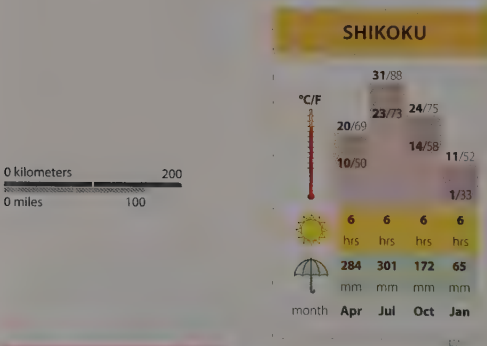 SHIKOKU
°C/F
31/88
23/73
24/75
20/69
14/58
11/52
10/50
1/33
0 kilometers 200
0 miles 100
6 6 6 6
hrs hrs hrs hrs
284 301 172 65
mm mm mm mm
month Apr Jul Oct Jan